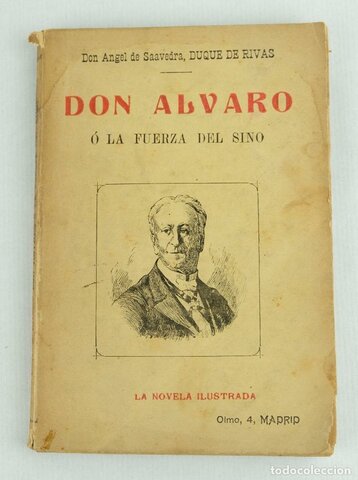 Don Angel de Saavedra, DUQUE DE RIVAS
DON ALVARO
Ó LA FUERZA DEL SINO
LA NOVELA ILUSTRADA
Olmo, 4, MADRID
todocoleccion